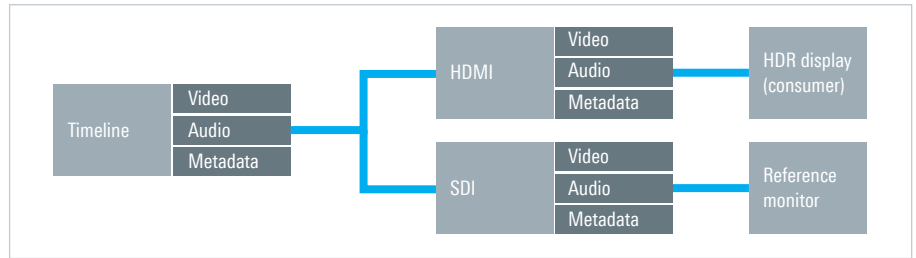 Timeline
Video
Audio
Metadata
HDMI
Video
Audio
Metadata
HDR display
(consumer)
SDI
Video
Audio
Metadata
Reference
monitor